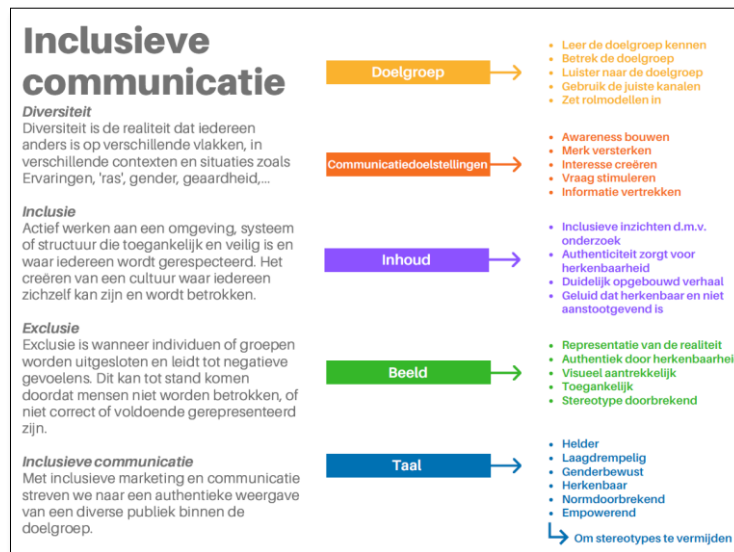 Inclusieve
communicatie
Diversiteit
Diversiteit is de realiteit dat iedereen
anders is op verschillende vlakken, in
verschillende contexten en situaties zoals
Ervaringen, 'ras', gender, geaardheid,...
Inclusie
Actief werken aan een omgeving, systeem
of structuur die toegankelijk en veilig is en
waar iedereen wordt gerespecteerd. Het
creëren van een cultuur waar iedereen
zichzelf kan zijn en wordt betrokken.
Exclusie
Exclusie is wanneer individuen of groepen
worden uitgesloten en leidt tot negatieve
gevoelens. Dit kan tot stand komen
doordat mensen niet worden betrokken, of
niet correct of voldoende gerepresenteerd
zijn.
Inclusieve communicatie
Met inclusieve marketing en communicatie
streven we naar een authentieke weergave
van een diverse publiek binnen de
doelgroep.
Doelgroep
• Leer de doelgroep kennen
• Betrek de doelgroep
• Luister naar de doelgroep
• Gebruik de juiste kanalen
• Zet rolmodellen in
Communicatiedoelstellingen
• Awareness bouwen
• Merk versterken
• Interesse creëren
• Vraag stimuleren
• Informatie vertrekken
Inhoud
• Inclusieve inzichten d.m.v.
onderzoek
• Authenticiteit zorgt voor
herkenbaarheid
• Duidelijk opgebouwd verhaal
• Geluid dat herkenbaar en niet
aanstootgevend is
Beeld
• Representatie van de realiteit
• Authentiek door herkenbaarhei
• Visueel aantrekkelijk
• Toegankelijk
• Stereotype doorbrekend
Taal
• Helder
• Laagdrempelig
• Genderbewust
• Herkenbaar
• Normdoorbrekend
• Empowerend
Om stereotypes te vermijden